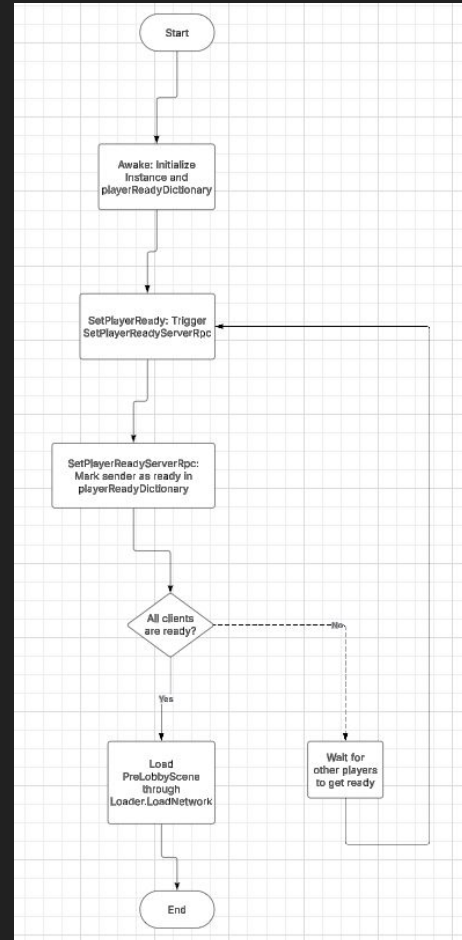 Start
Awake: Initialize
Instance and
playerReadyDictionary
SetPlayerReady: Trigger
SetPlayerReadyServerRpc
SetPlayerReadyServerRpc:
Mark sender as ready in
playerReadyDictionary
All clients
are ready?
No
Yes
Load
PreLobbyScene
through
Loader.LoadNetwork
Wait for
other players
to get ready
End